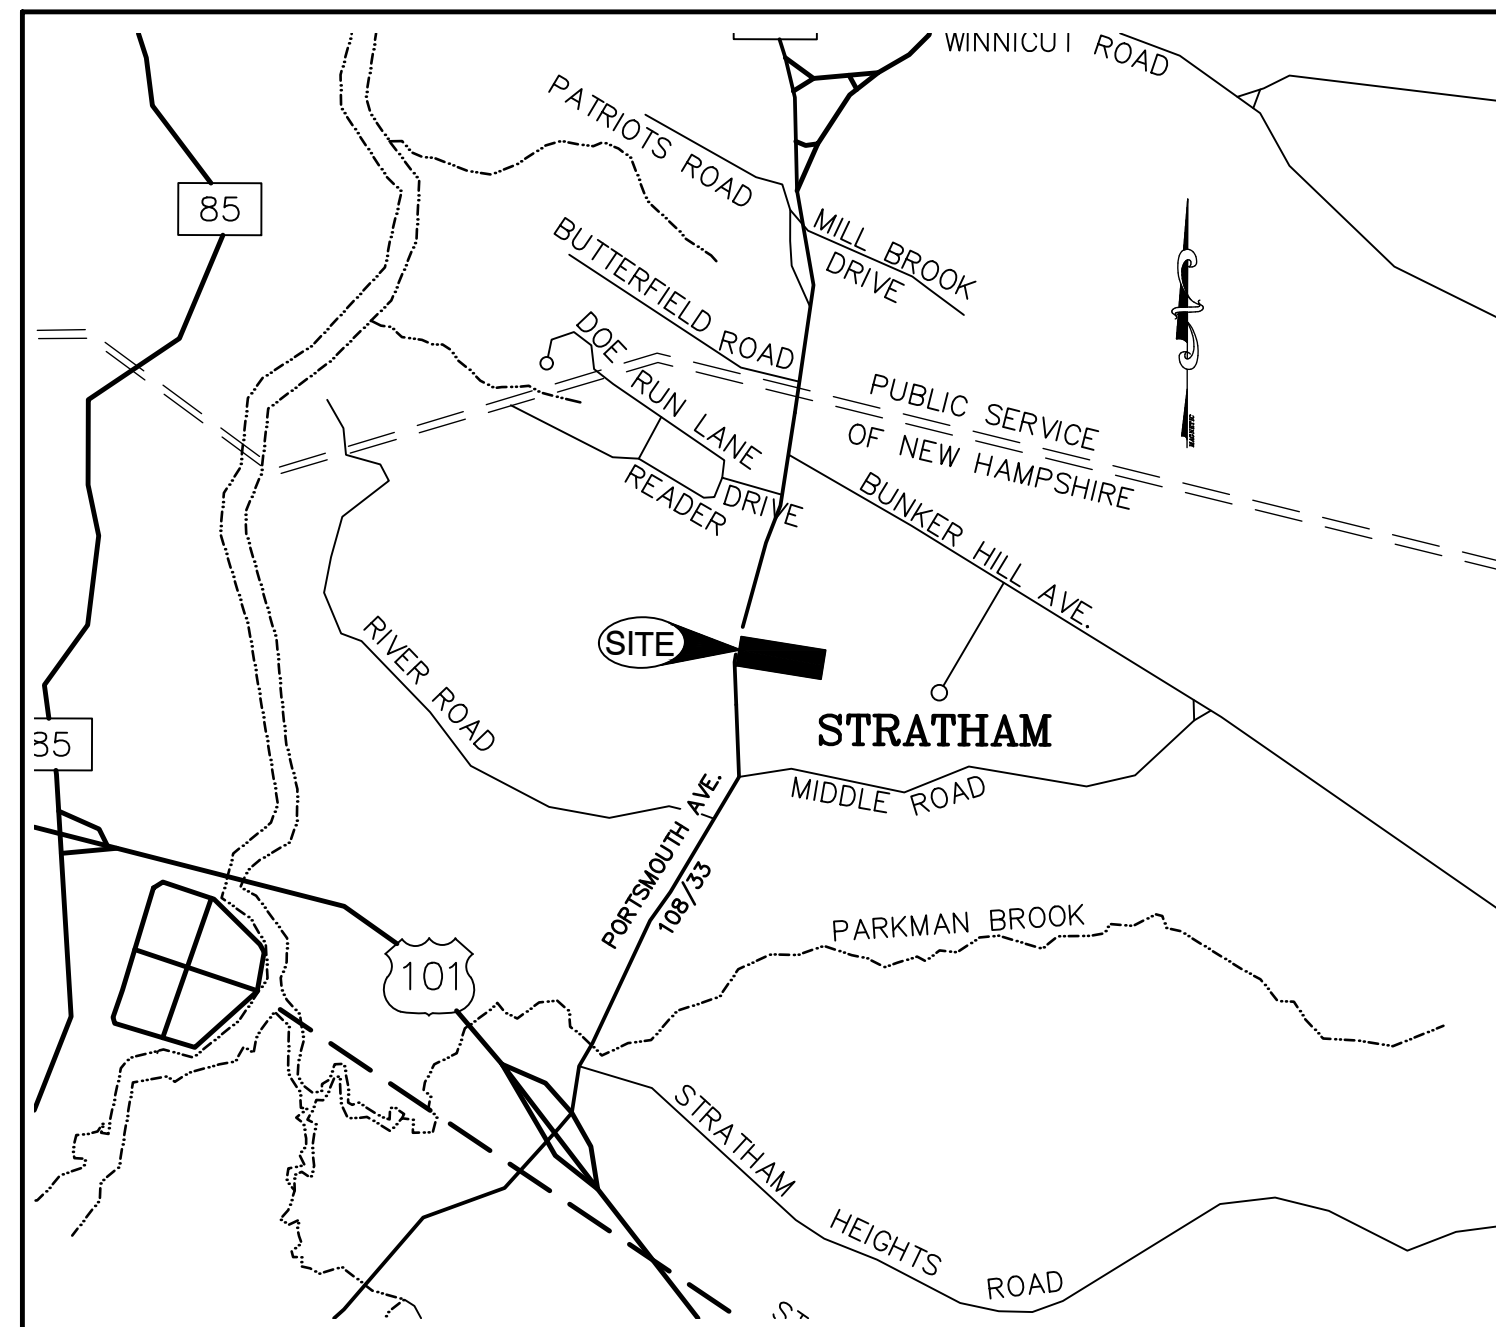 WINNICUT ROAD
PATRIOTS ROAD
85
MILL BROOK
DRIVE
BUTTERFIELD ROAD
DOE RUN LANE
PUBLIC SERVICE
OF NEW HAMPSHIRE
MAGNETIC
READER DRIVE
BUNKER HILL AVE.
SITE
RIVER ROAD
STRATHAM
85
MIDDLE ROAD
PORTSMOUTH AVE.
108/33
PARKMAN BROOK
101
STRATHAM HEIGHTS ROAD